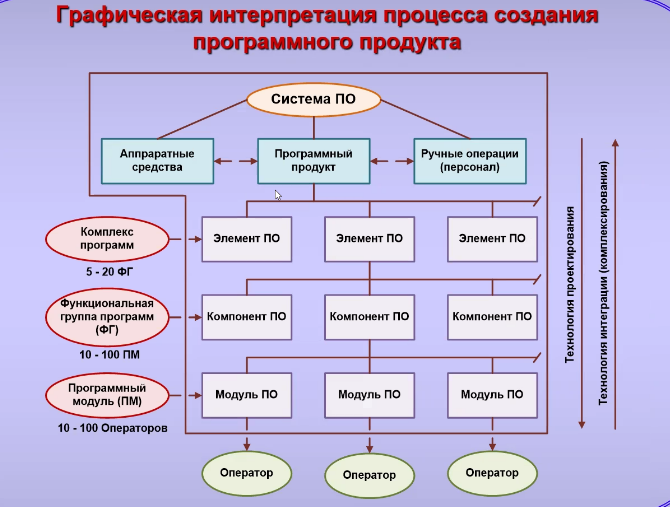 Графическая интерпретация процесса создания
программного продукта
Система ПО
Аппаратные
средства
Программный
продукт
Ручные операции
(персонал)
Комплекс
программ
5 - 20 ФГ
Элемент ПО
Элемент ПО
Элемент ПО
Функциональная
группа программ
(ФГ)
10 - 100 ПМ
Компонент ПО
Компонент ПО
Компонент ПО
Программный
модуль (ПМ)
10 - 100 Операторов
Модуль ПО
Модуль ПО
Модуль ПО
Оператор
Оператор
Оператор
Технология проектирования
Технология интеграции (комплексирования)